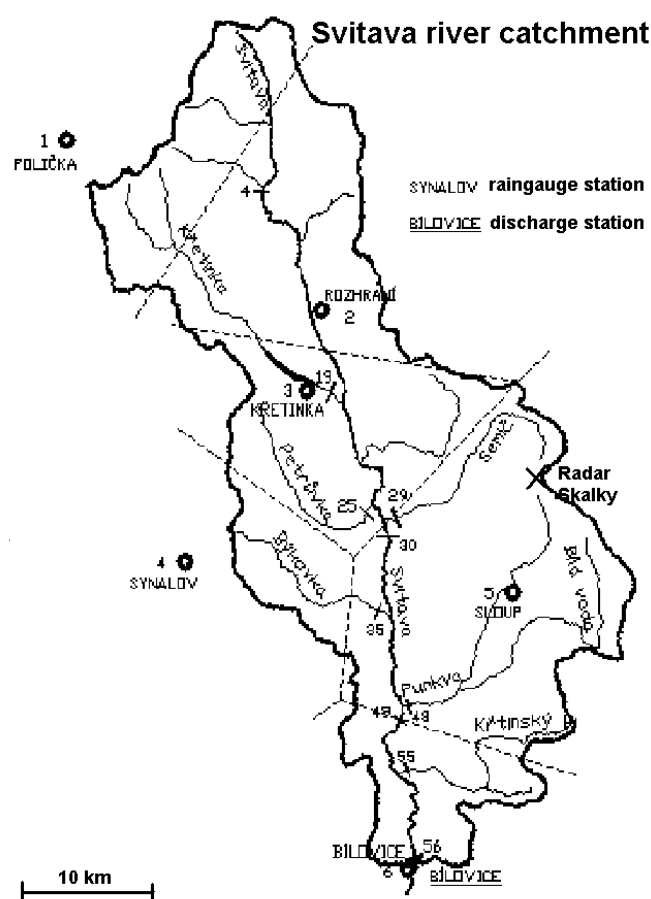 Svitava river catchment
Svitava
1
POLIČKA
SYNALOV raingauge station
4
BÍLOVICE discharge station
Křetínka
ROZHRANÍ
2
19
3
KŘETINKA
Semíč
Radar
Skalky
Petrůvka
25
29
30
Býkovka
4
SYNALOV
Svitava
Bílá voda
5
SLOUP
35
Punkva
49
48
Křtinský p
55
BÍLOVICE
56
6
BÍLOVICE
10 km